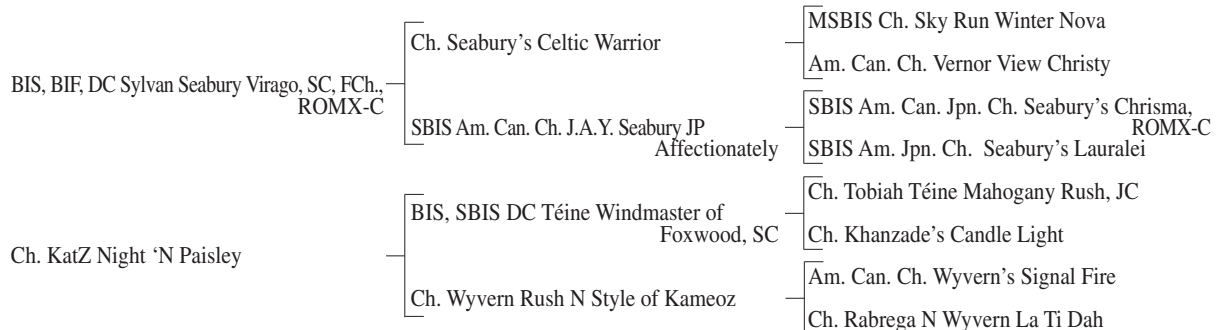 MSBIS Ch. Sky Run Winter Nova
Ch. Seabury’s Celtic Warrior
Am. Can. Ch. Vernor View Christy
BIS, BIF, DC Sylvan Seabury Virago, SC, FCh.,
ROMX-C
SBIS Am. Can. Jpn. Ch. Seabury’s Chrisma,
ROMX-C
SBIS Am. Can. Ch. J.A.Y. Seabury JP
Affectionately
SBIS Am. Jpn. Ch. Seabury’s Lauralei
Ch. Tobiah Téine Mahogany Rush, JC
BIS, SBIS DC Téine Windmaster of
Foxwood, SC
Ch. Khanzade’s Candle Light
Ch. KatZ Night ‘N Paisley
Am. Can. Ch. Wyvern’s Signal Fire
Ch. Wyvern Rush N Style of Kameoz
Ch. Rabrega N Wyvern La Ti Dah